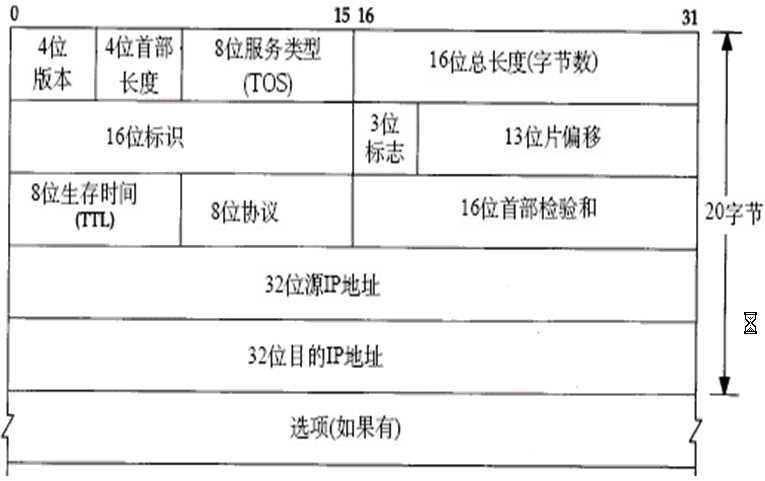 0 15 16 31
4位
版本
4位首部
长度
8位服务类型
(TOS)
16位总长度(字节数)
16位标识
3位
标志
13位片偏移
8位生存时间
(TTL)
8位协议
16位首部检验和
20字节
32位源IP地址
32位目的IP地址
选项(如果有)